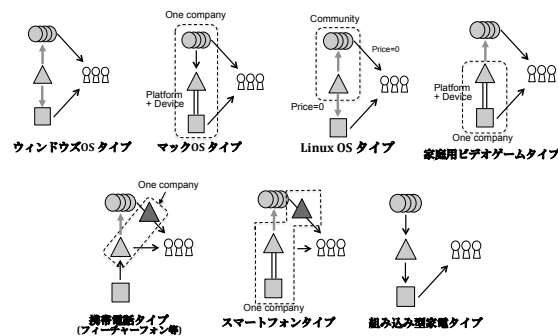 One company
Platform
+ Device
Community
Price=0
Price=0
Platform
+ Device
One company
ウィンドウズOS タイプ
マックOS タイプ
Linux OS タイプ
家庭用ビデオゲームタイプ
One company
One company
携帯電話タイプ
(フィーチャーフォン等)
スマートフォンタイプ
組み込み型家電タイプ